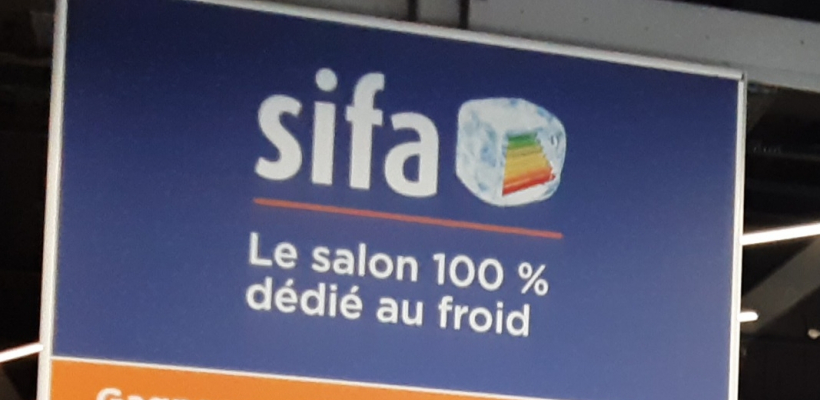 sifa
Le salon 100 %
dédié au froid